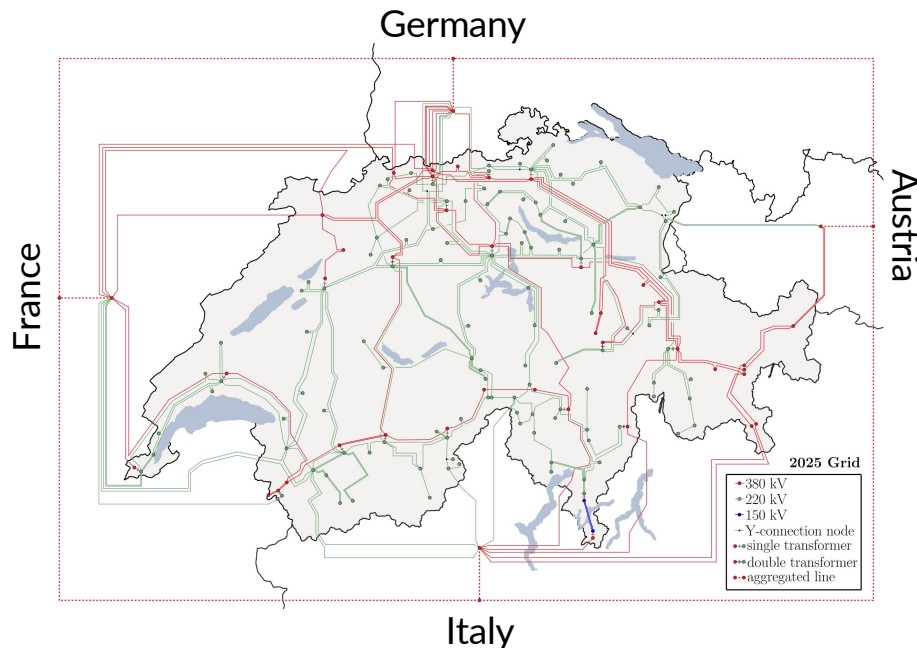 Germany
France
Austria
Italy
2025 Grid
380 kV
220 kV
150 kV
Y-connection node
single transformer
double transformer
aggregated line